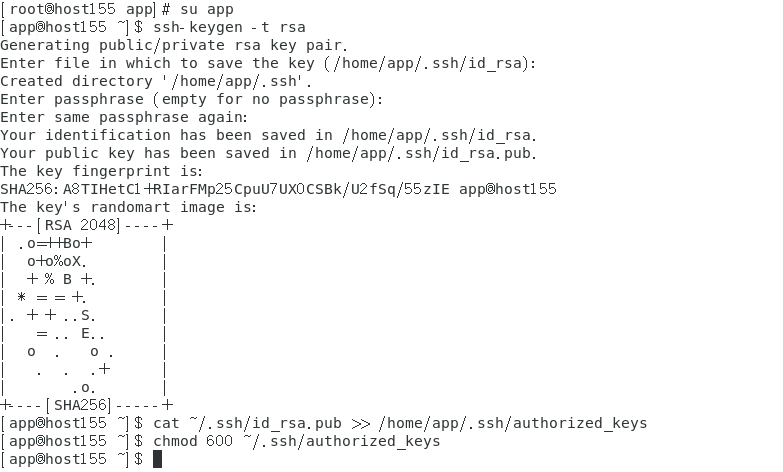 [root@host155 app]# su app
[app@host155 ~]$ ssh-keygen -t rsa
Generating public/private rsa key pair.
Enter file in which to save the key (/home/app/.ssh/id_rsa):
Created directory '/home/app/.ssh'.
Enter passphrase (empty for no passphrase):
Enter same passphrase again:
Your identification has been saved in /home/app/.ssh/id_rsa.
Your public key has been saved in /home/app/.ssh/id_rsa.pub.
The key fingerprint is:
SHA256:A8TIHetC1+RIarFMp25CpuU7UX0CSBk/U2fSq/55zIE app@host155
The key's randomart image is:
+---[RSA 2048]----+
| .o=++Bo+        |
|  o+o%oX.        |
|  + % B +.       |
| * = = +.        |
|. + + ..S.       |
|   = .. E..      |
|  o  .   o .     |
|   .  .  .+      |
|       .o.       |
+----[SHA256]-----+
[app@host155 ~]$ cat ~/.ssh/id_rsa.pub >> /home/app/.ssh/authorized_keys
[app@host155 ~]$ chmod 600 ~/.ssh/authorized_keys
[app@host155 ~]$